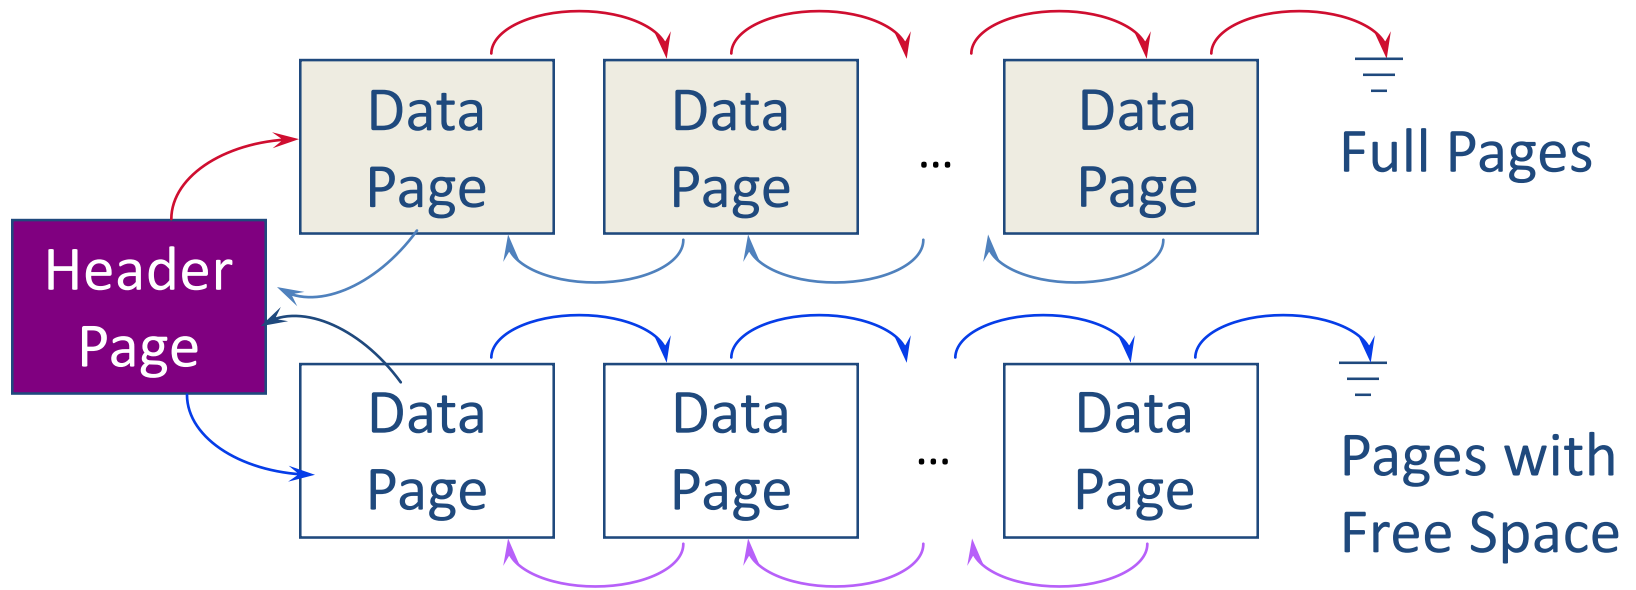 Data
Page
Data
Page
...
Data
Page
Full Pages
Header
Page
Data
Page
Data
Page
...
Data
Page
Pages with
Free Space